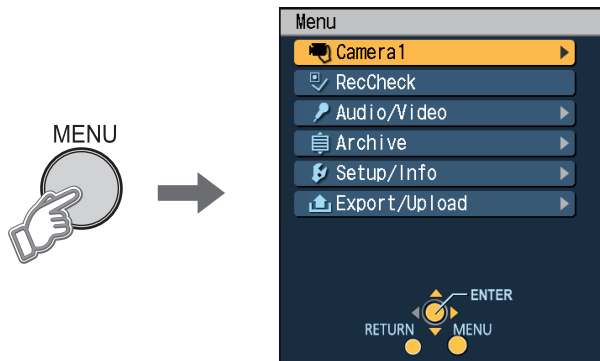 MENU
Menu
Camera1
RecCheck
Audio/Video
Archive
Setup/Info
Export/Upload
ENTER
RETURN MENU